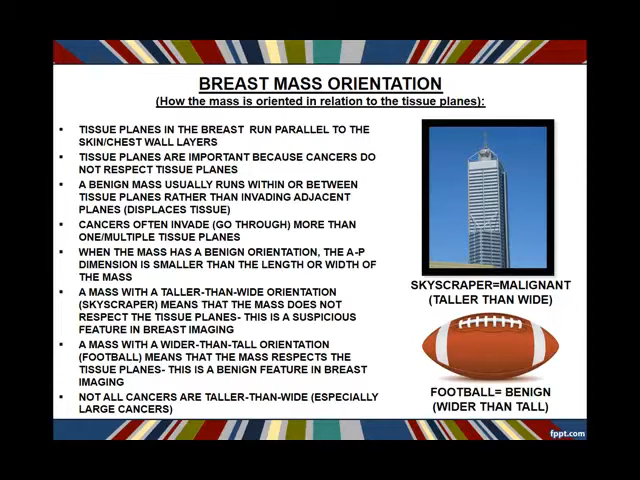 BREAST MASS ORIENTATION
(How the mass is oriented in relation to the tissue planes):
▪ TISSUE PLANES IN THE BREAST RUN PARALLEL TO THE
SKIN/CHEST WALL LAYERS
▪ TISSUE PLANES ARE IMPORTANT BECAUSE CANCERS DO
NOT RESPECT TISSUE PLANES
▪ A BENIGN MASS USUALLY RUNS WITHIN OR BETWEEN
TISSUE PLANES RATHER THAN INVADING ADJACENT
PLANES (DISPLACES TISSUE)
▪ CANCERS OFTEN INVADE (GO THROUGH) MORE THAN
ONE/MULTIPLE TISSUE PLANES
▪ WHEN THE MASS HAS A BENIGN ORIENTATION, THE A-P
DIMENSION IS SMALLER THAN THE LENGTH OR WIDTH OF
THE MASS
▪ A MASS WITH A TALLER-THAN-WIDE ORIENTATION
(SKYSCRAPER) MEANS THAT THE MASS DOES NOT
RESPECT THE TISSUE PLANES- THIS IS A SUSPICIOUS
FEATURE IN BREAST IMAGING
▪ A MASS WITH A WIDER-THAN-TALL ORIENTATION
(FOOTBALL) MEANS THAT THE MASS RESPECTS THE
TISSUE PLANES- THIS IS A BENIGN FEATURE IN BREAST
IMAGING
▪ NOT ALL CANCERS ARE TALLER-THAN-WIDE (ESPECIALLY
LARGE CANCERS)
SKYSCRAPER=MALIGNANT
(TALLER THAN WIDE)
FOOTBALL= BENIGN
(WIDER THAN TALL)
fppt.com